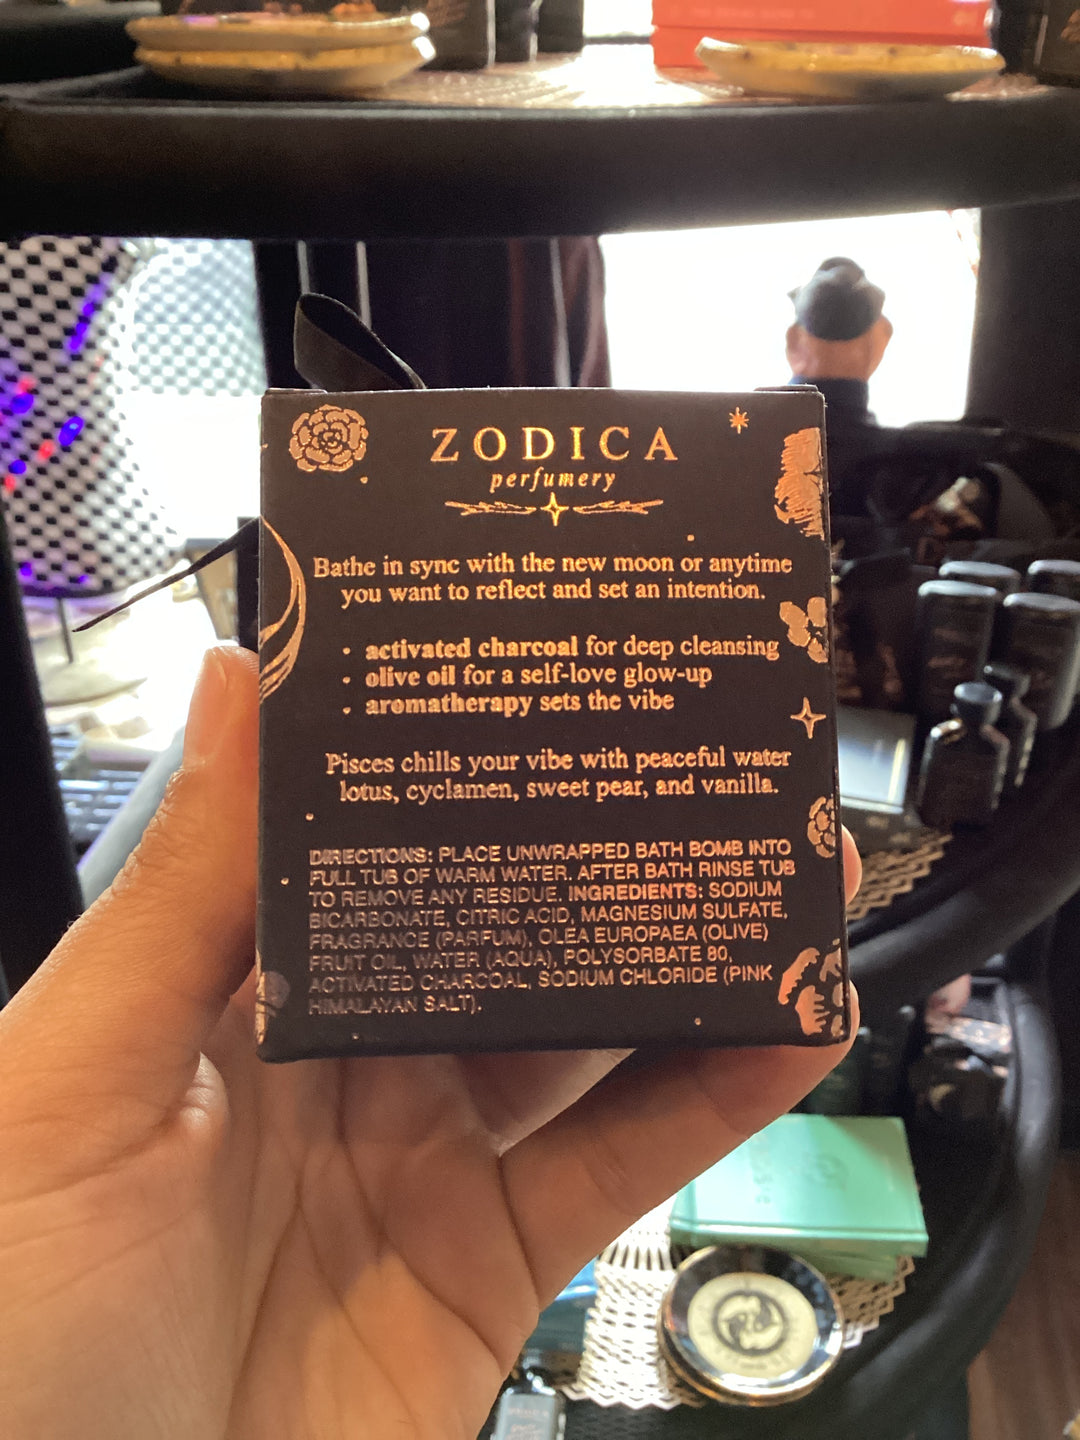 ZODICA
perfumery
Bathe in sync with the new moon or anytime
you want to reflect and set an intention.
• activated charcoal for deep cleansing
• olive oil for a self-love glow-up
• aromatherapy sets the vibe
Pisces chills your vibe with peaceful water
lotus, cyclamen, sweet pear, and vanilla.
DIRECTIONS: PLACE UNWRAPPED BATH BOMB INTO
FULL TUB OF WARM WATER. AFTER BATH RINSE TUB
TO REMOVE ANY RESIDUE. INGREDIENTS: SODIUM
BICARBONATE, CITRIC ACID, MAGNESIUM SULFATE,
FRAGRANCE (PARFUM), OLEA EUROPAEA (OLIVE)
FRUIT OIL, WATER (AQUA), POLYSORBATE 80,
ACTIVATED CHARCOAL, SODIUM CHLORIDE (PINK
HIMALAYAN SALT).